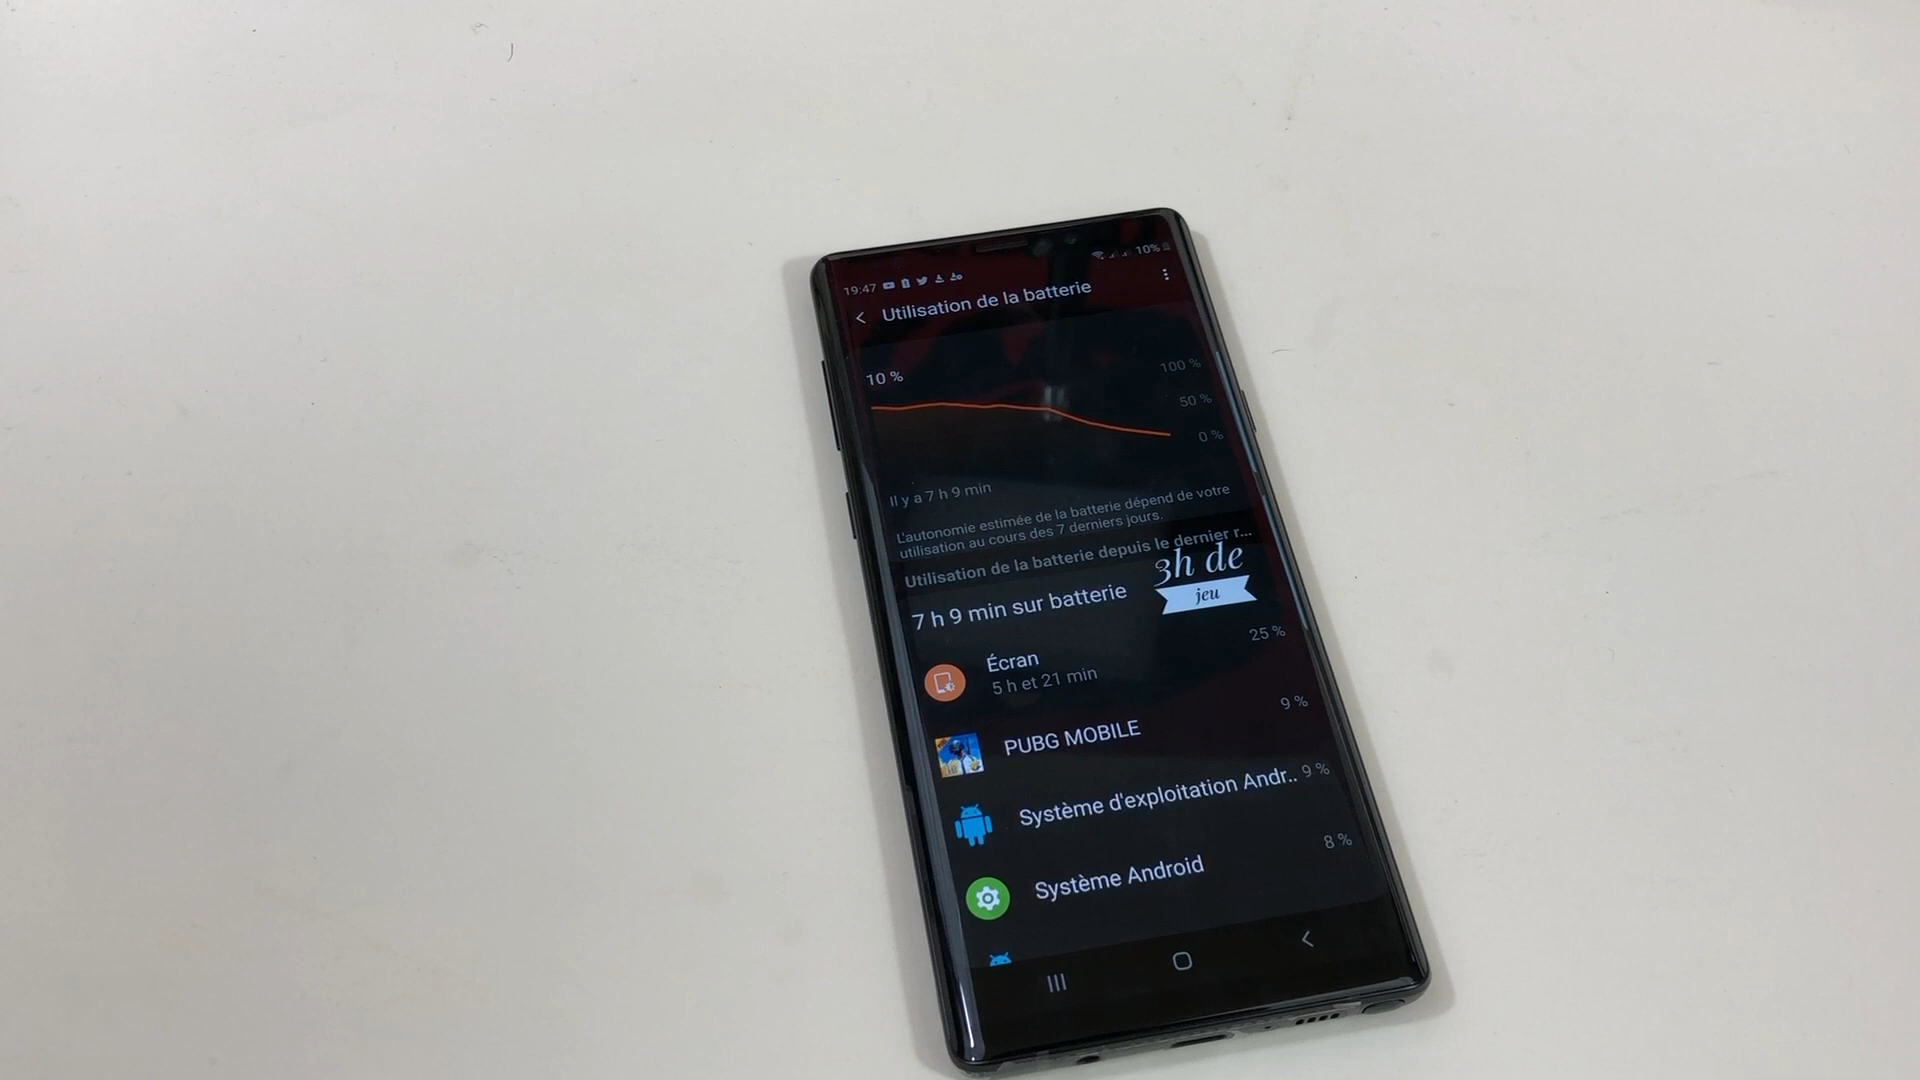 19:47
10%
Utilisation de la batterie
10 %
100 %
50 %
0 %
Il y a 7 h 9 min
L'autonomie estimée de la batterie dépend de votre
utilisation au cours des 7 derniers jours.
Utilisation de la batterie depuis le dernier r...
3h de
jeu
7 h 9 min sur batterie
Écran
25 %
5 h et 21 min
PUBG MOBILE
9 %
Système d'exploitation Andr..
9 %
Système Android
8 %